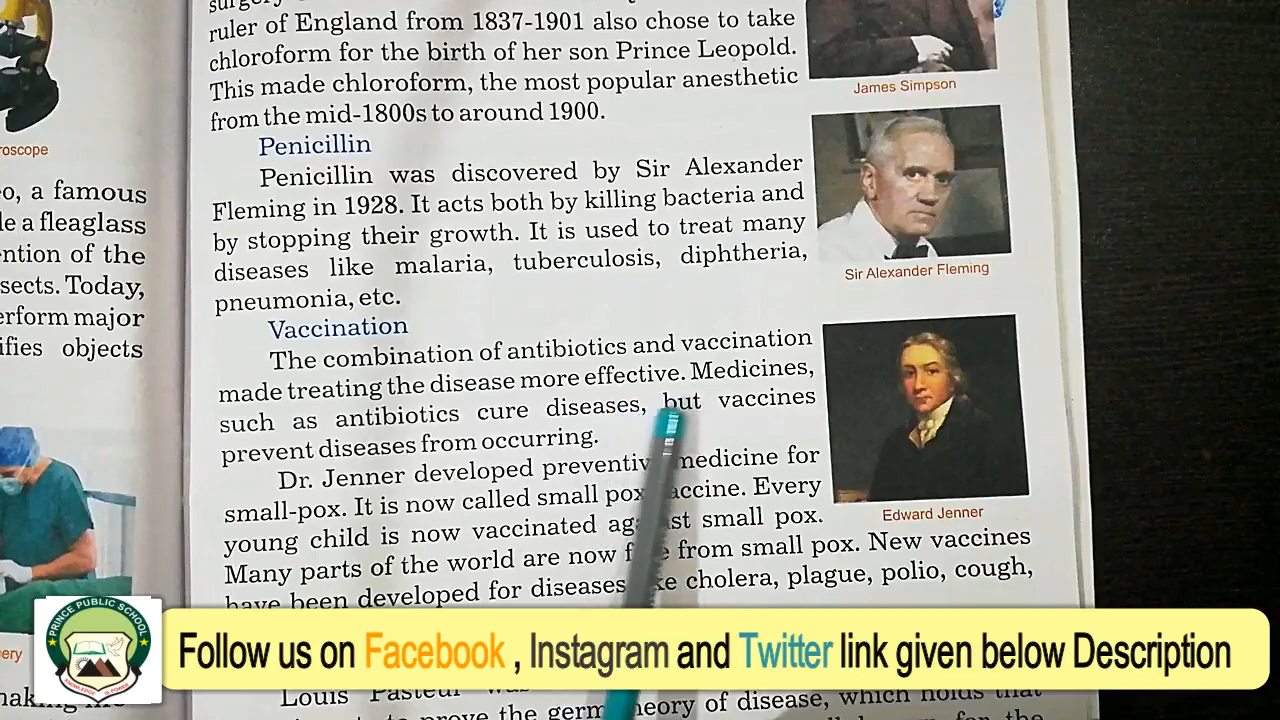 roscope
o, a famous
le a fleaglass
ention of the
sects. Today,
erform major
ifies objects
ery
surgery
ruler of England from 1837-1901 also chose to take
chloroform for the birth of her son Prince Leopold.
This made chloroform, the most popular anesthetic
from the mid-1800s to around 1900.
Penicillin
Penicillin was discovered by Sir Alexander
Fleming in 1928. It acts both by killing bacteria and
by stopping their growth. It is used to treat many
diseases like malaria, tuberculosis, diphtheria,
pneumonia, etc.
Vaccination
The combination of antibiotics and vaccination
made treating the disease more effective. Medicines,
such as antibiotics cure diseases, but vaccines
prevent diseases from occurring.
Dr. Jenner developed preventiv medicine for
small-pox. It is now called small pox accine. Every
young child is now vaccinated ag st small pox.
Many parts of the world are now f e from small pox. New vaccines
have been developed for diseases ke cholera, plague, polio, cough,
Louis Pasteur was
prove the germ eory of disease, which holds that
for the
James Simpson
Sir Alexander Fleming
Edward Jenner
PRINCE PUBLIC SCHOOL
KNOWLEDGE IS POWER
Follow us on Facebook , Instagram and Twitter link given below Description